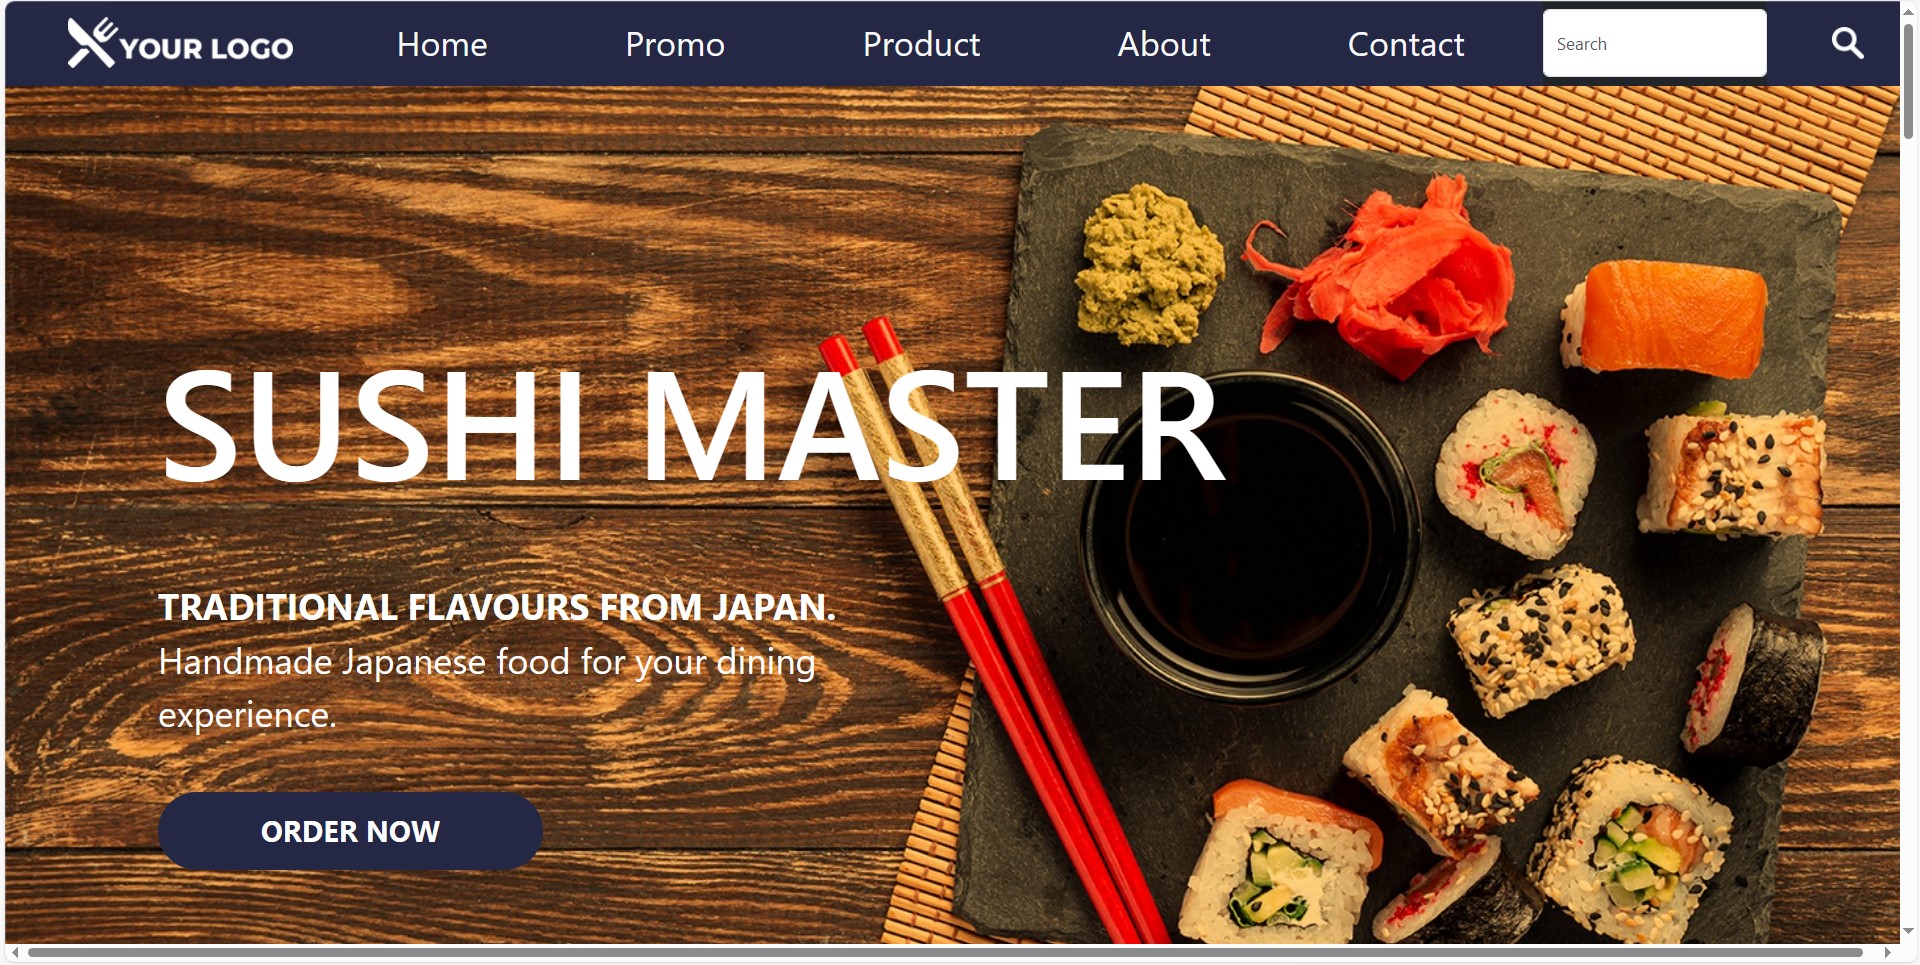 YOUR LOGO
Home Promo Product About Contact Search
SUSHI MASTER
TRADITIONAL FLAVOURS FROM JAPAN.
Handmade Japanese food for your dining
experience.
ORDER NOW